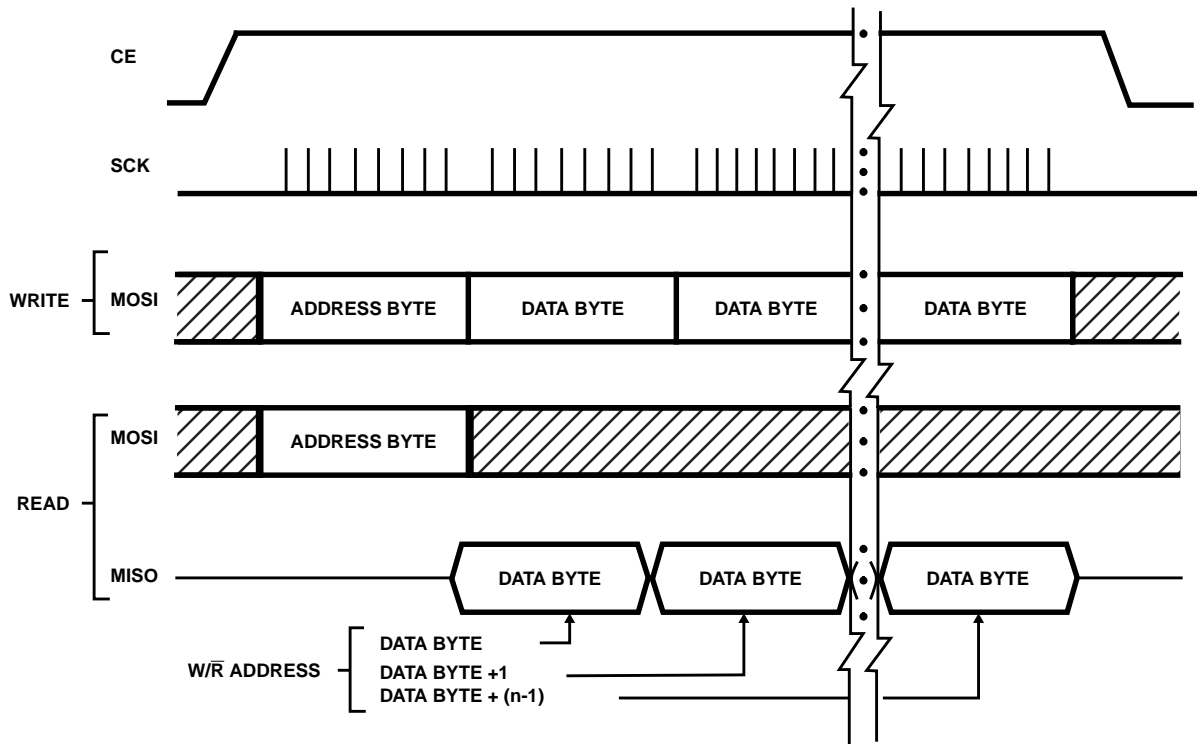 CE
SCK
WRITE
MOSI
ADDRESS BYTE
DATA BYTE
DATA BYTE
DATA BYTE
READ
MOSI
ADDRESS BYTE
MISO
DATA BYTE
DATA BYTE
DATA BYTE
W/R̅ ADDRESS
DATA BYTE
DATA BYTE +1
DATA BYTE + (n-1)